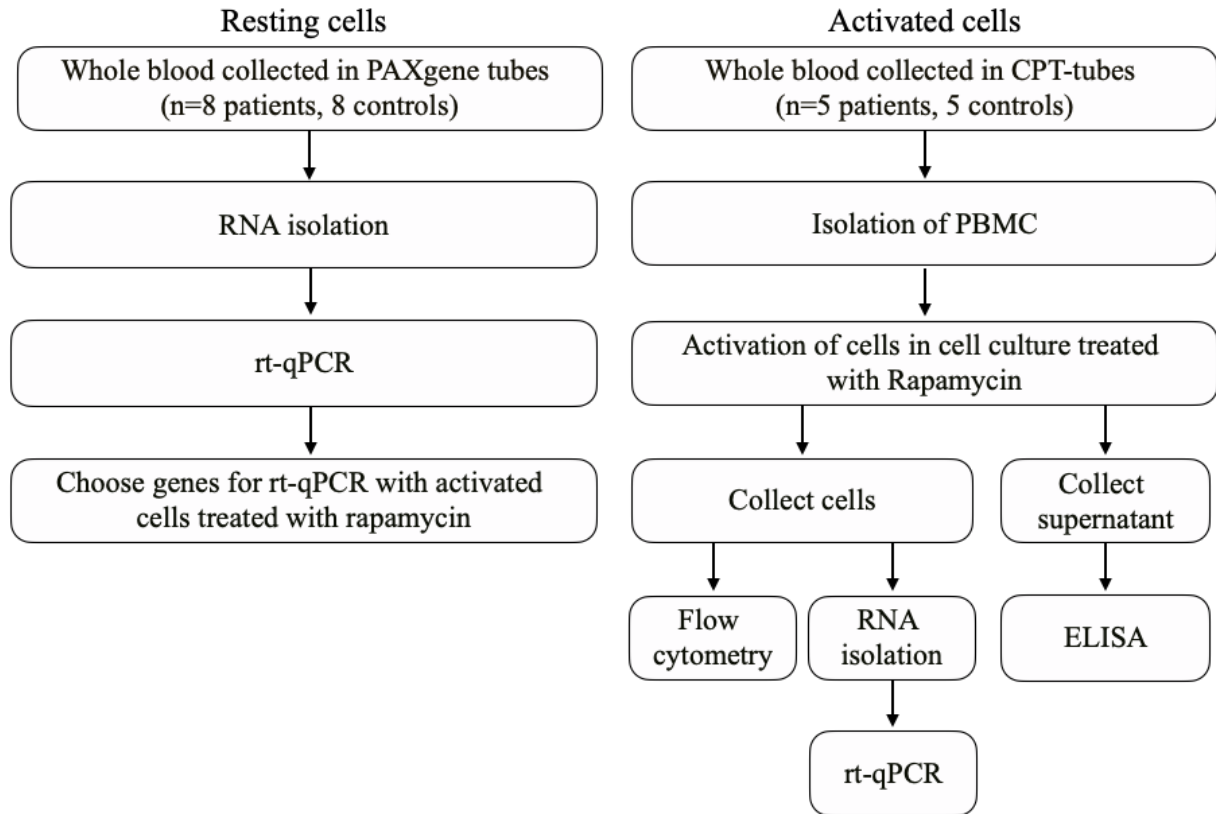 Resting cells
Whole blood collected in PAXgene tubes
(n=8 patients, 8 controls)
RNA isolation
rt-qPCR
Choose genes for rt-qPCR with activated
cells treated with rapamycin
Activated cells
Whole blood collected in CPT-tubes
(n=5 patients, 5 controls)
Isolation of PBMC
Activation of cells in cell culture treated
with Rapamycin
Collect cells
Collect
supernatant
Flow
cytometry
RNA
isolation
ELISA
rt-qPCR